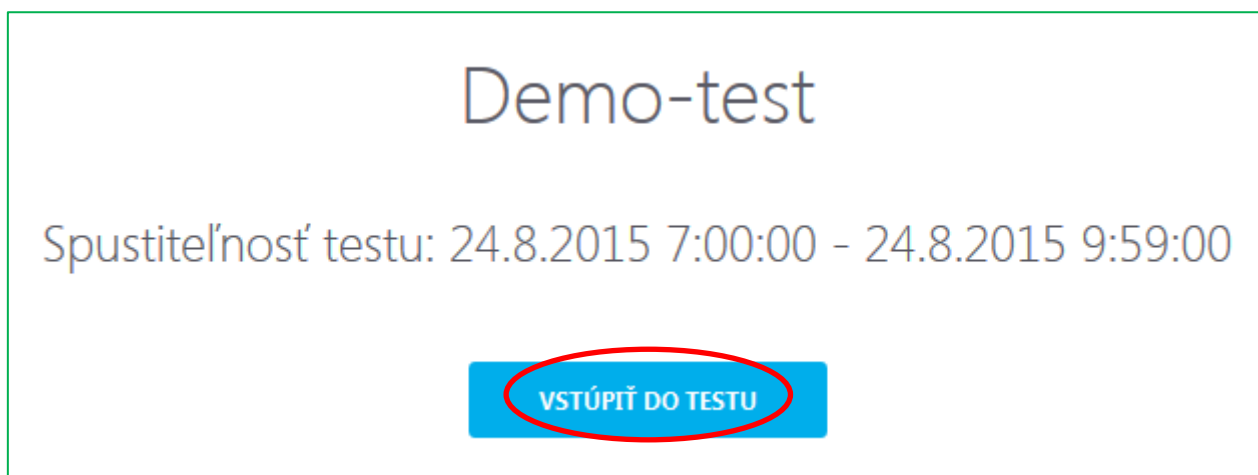 Demo-test
Spustiteľnosť testu: 24.8.2015 7:00:00 - 24.8.2015 9:59:00
VSTÚPIŤ DO TESTU